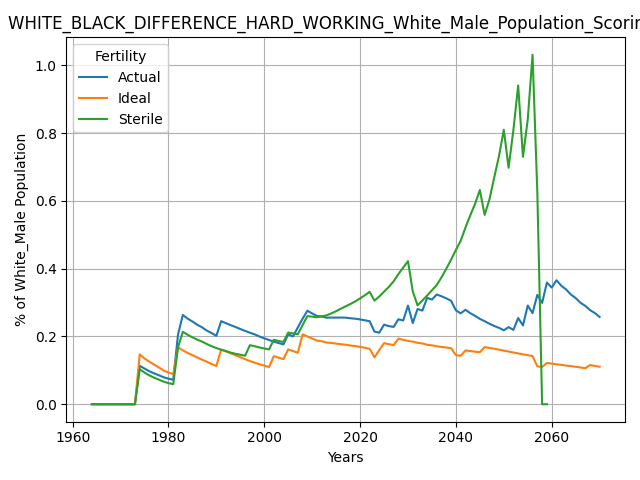 WHITE_BLACK_DIFFERENCE_HARD_WORKING_White_Male_Population_Scorin
Fertility
Actual
Ideal
Sterile
% of White_Male Population
1.0
0.8
0.6
0.4
0.2
0.0
1960
1980
2000
2020
2040
2060
Years